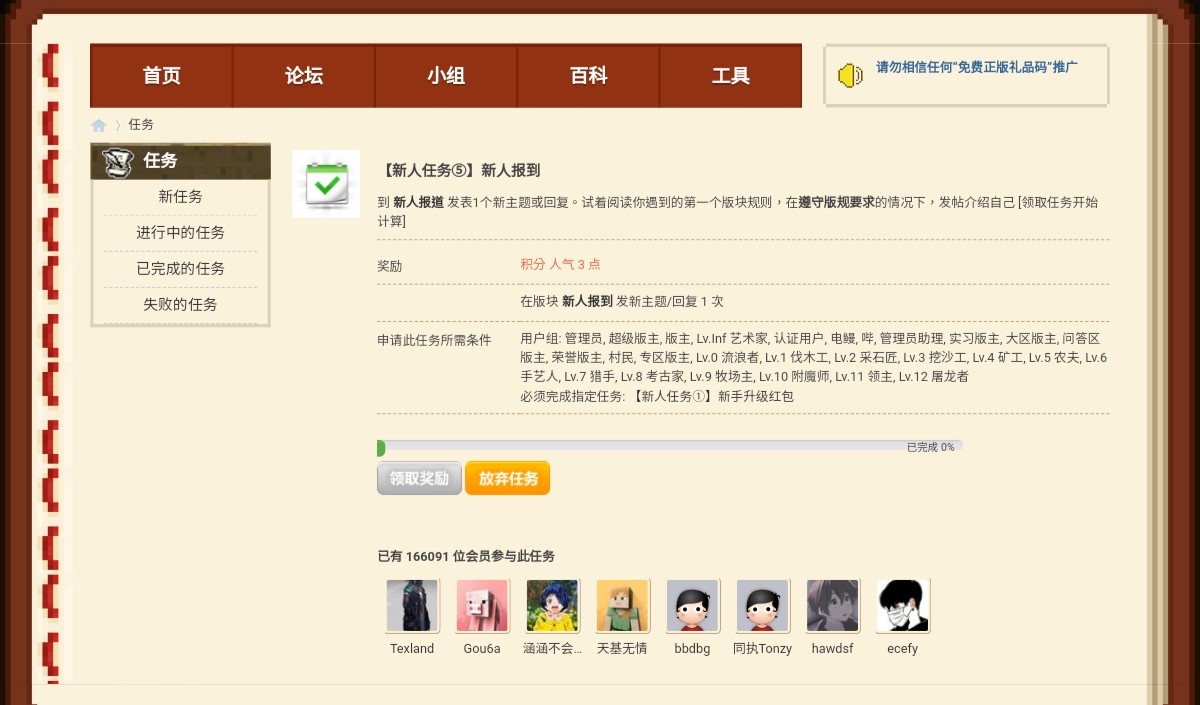 首页 论坛 小组 百科 工具
请勿相信任何"免费正版礼品码"推广
任务
任务
新任务
进行中的任务
已完成的任务
失败的任务
【新人任务⑤】新人报到
到 新人报道 发表1个新主题或回复。试着阅读你遇到的第一个版块规则，在遵守版规要求的情况下，发帖介绍自己 [领取任务开始
计算]
奖励 积分 人气 3 点
在版块 新人报到 发新主题/回复 1 次
申请此任务所需条件 用户组: 管理员, 超级版主, 版主, Lv.Inf 艺术家, 认证用户, 电鳗, 哔, 管理员助理, 实习版主, 大区版主, 问答区
版主, 荣誉版主, 村民, 专区版主, Lv.0 流浪者, Lv.1 伐木工, Lv.2 采石匠, Lv.3 挖沙工, Lv.4 矿工, Lv.5 农夫, Lv.6
手艺人, Lv.7 猎手, Lv.8 考古家, Lv.9 牧场主, Lv.10 附魔师, Lv.11 领主, Lv.12 屠龙者
必须完成指定任务: 【新人任务①】新手升级红包
已完成 0%
领取奖励 放弃任务
已有 166091 位会员参与此任务
Texland Gou6a 涵涵不会... 天基无情 bbdbg 同执Tonzy hawdsf ecefy